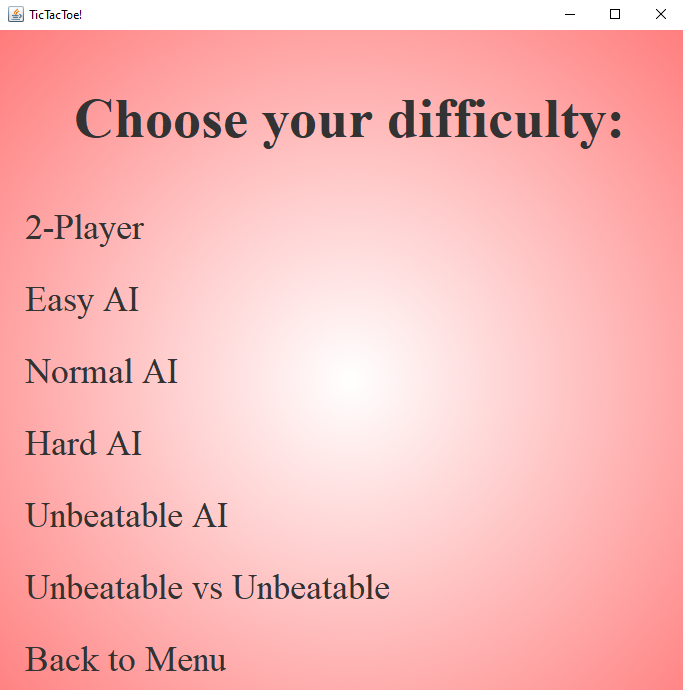 TicTacToe!
Choose your difficulty:
2-Player
Easy AI
Normal AI
Hard AI
Unbeatable AI
Unbeatable vs Unbeatable
Back to Menu